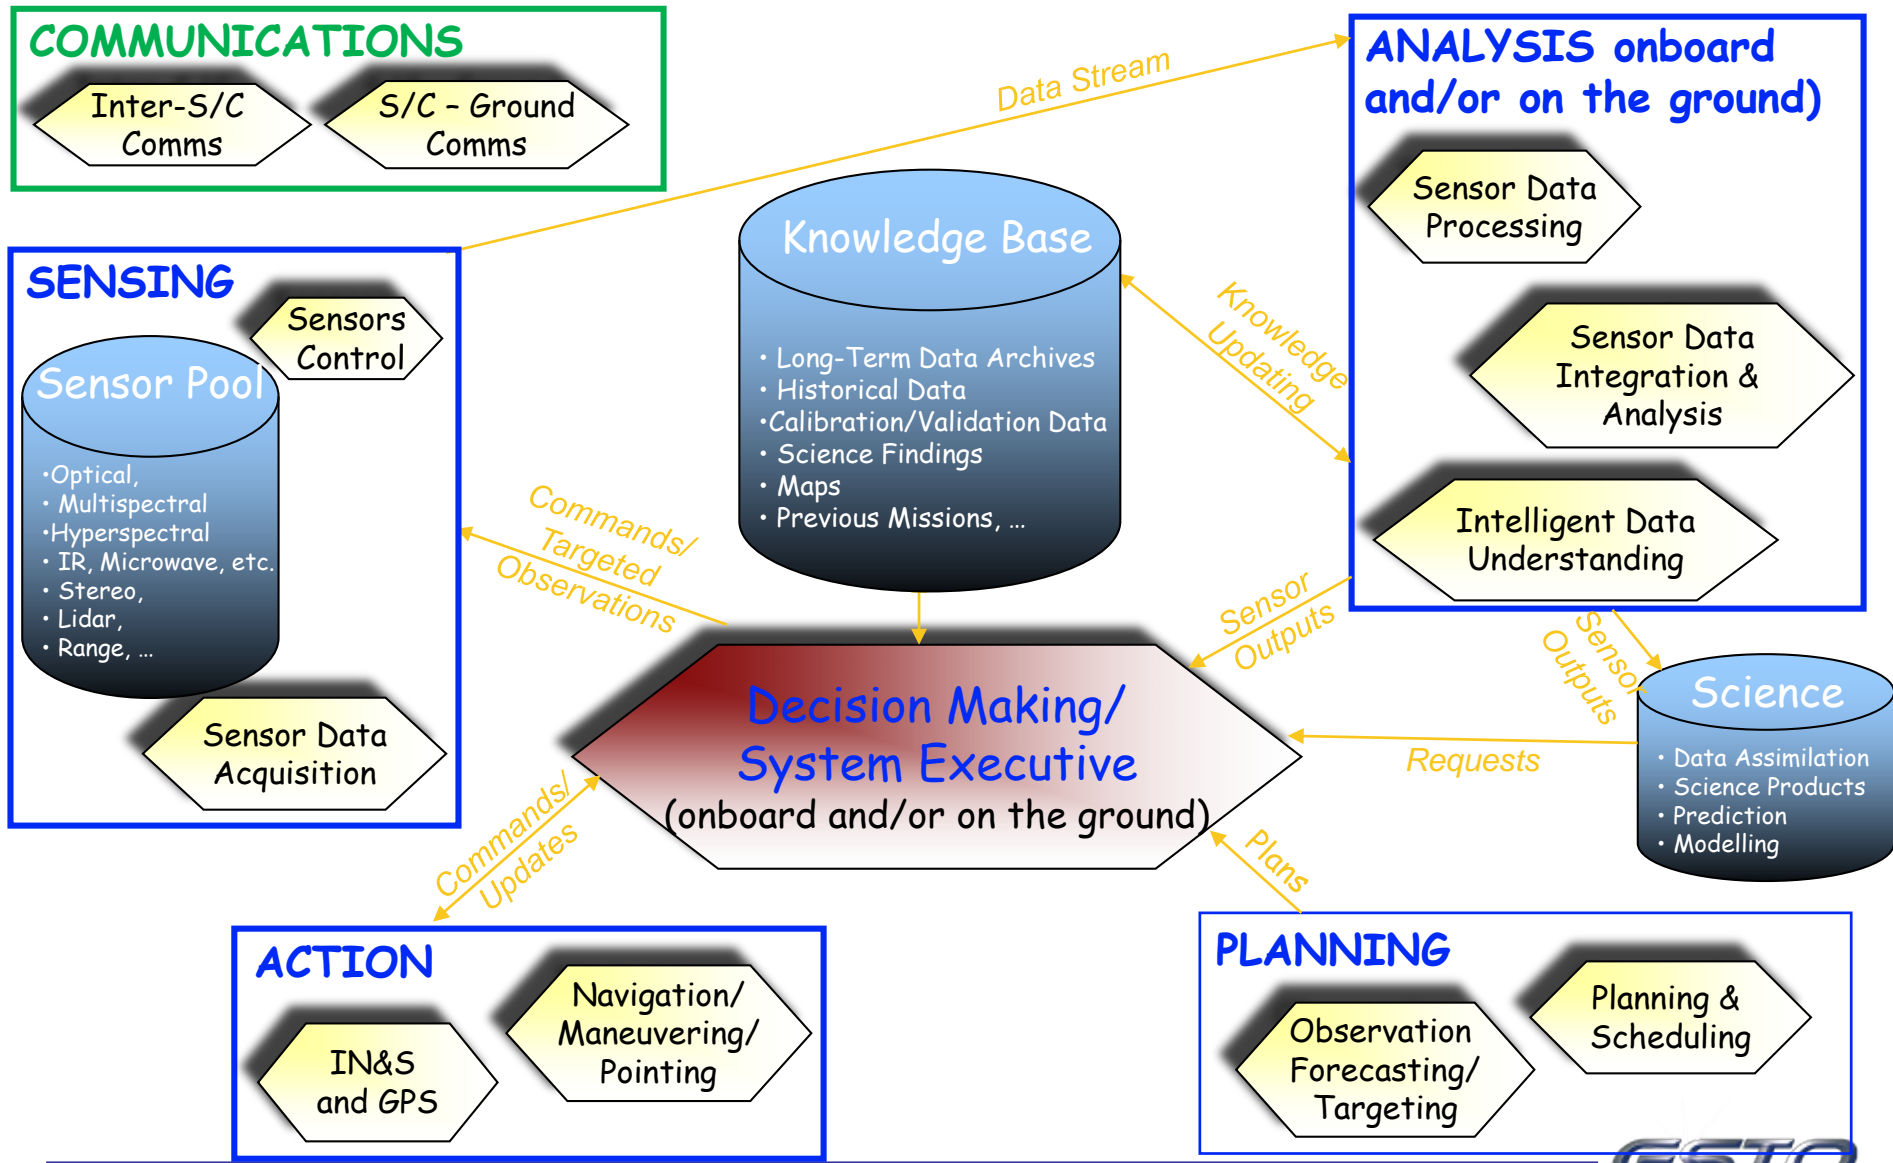 COMMUNICATIONS
Inter-S/C
Comms
S/C – Ground
Comms
Data Stream
ANALYSIS onboard
and/or on the ground)
Sensor Data
Processing
Sensor Data
Integration &
Analysis
Intelligent Data
Understanding
Knowledge Base
• Long-Term Data Archives
• Historical Data
•Calibration/Validation Data
• Science Findings
• Maps
• Previous Missions, …
Knowledge
Updating
SENSING
Sensors
Control
Sensor Pool
•Optical,
• Multispectral
•Hyperspectral
• IR, Microwave, etc.
• Stereo,
• Lidar,
• Range, …
Sensor Data
Acquisition
Commands/
Targeted
Observations
Sensor
Outputs
Sensor
Outputs
Decision Making/
System Executive
(onboard and/or on the ground)
Science
• Data Assimilation
• Science Products
• Prediction
• Modelling
Requests
Commands/
Updates
Plans
ACTION
IN&S
and GPS
Navigation/
Maneuvering/
Pointing
PLANNING
Observation
Forecasting/
Targeting
Planning &
Scheduling